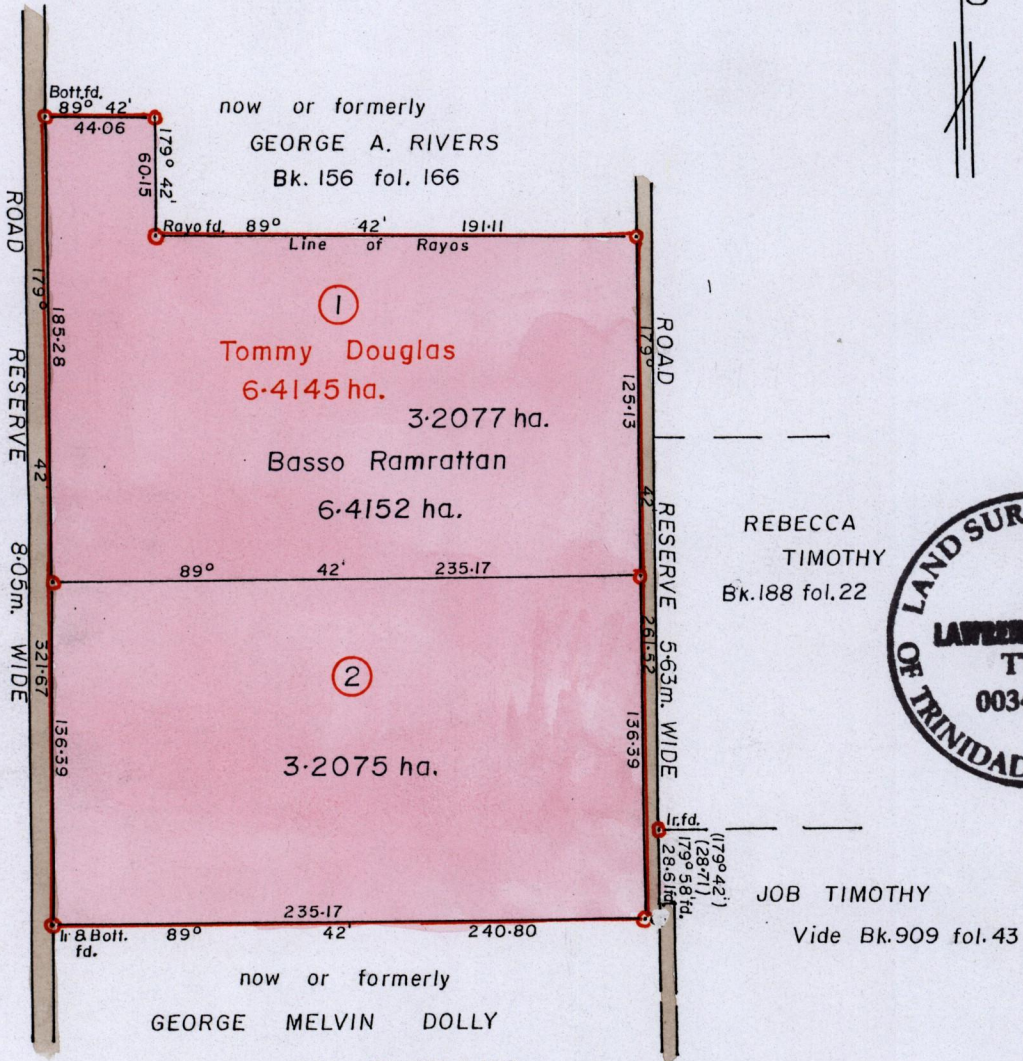 Bott.fd.
89° 42'
44·06
now or formerly
GEORGE A. RIVERS
Bk. 156 fol. 166
179° 42'
60·15
Rayo fd. 89° 42' 191·11
Line of Rayos
ROAD RESERVE 8·05m. WIDE
179° 42' 321·67
185·28
1
Tommy Douglas
6·4145 ha.
3·2077 ha.
Basso Ramrattan
6·4152 ha.
ROAD RESERVE 5·63m. WIDE
179° 42 261·52
125·13
89° 42' 235·17
REBECCA
TIMOTHY
Bk.188 fol.22
2
3·2075 ha.
136·39
136·39
Ir.fd.
(179° 42')
(28·71)
179° 58'fd.
28·61fd.
JOB TIMOTHY
Vide Bk.909 fol.43
235·17
Ir & Bott.
fd.
89° 42' 240·80
now or formerly
GEORGE MELVIN DOLLY
LAND SUR
OF TRINIDAD
003